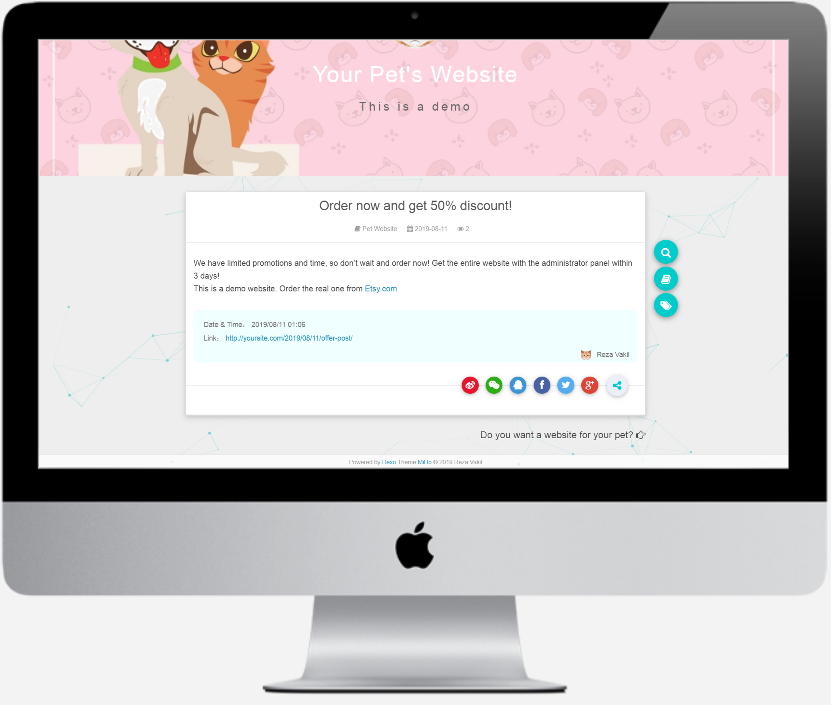 Your Pet's Website
This is a demo
Order now and get 50% discount!
Pet Website 2019-08-11 2
We have limited promotions and time, so don't wait and order now! Get the entire website with the administrator panel within
3 days!
This is a demo website. Order the real one from Etsy.com
Date & Time: 2019/08/11 01:06
Link: http://yoursite.com/2019/08/11/offer-post/
Reza Vakil
Do you want a website for your pet?
Powered by Hexo Theme MiHo © 2019 Reza Vakil